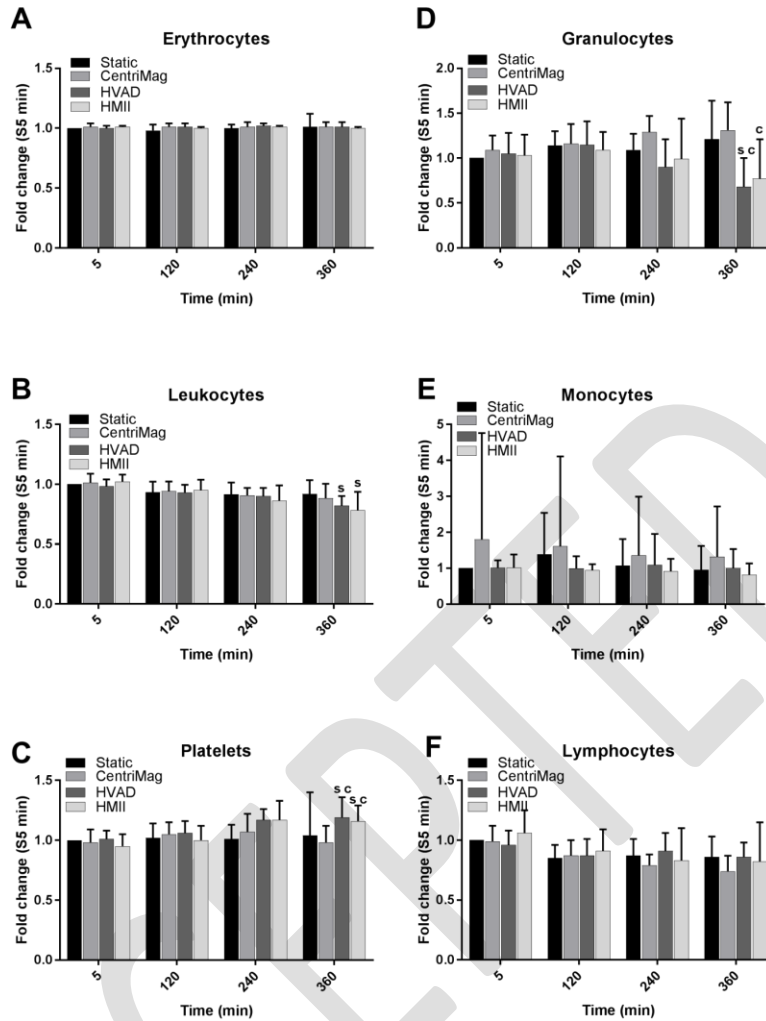 A
Erythrocytes
Static
CentriMag
HVAD
HMII
Fold change (S5 min)
1.5
1.0
0.5
0.0
5
120
240
360
Time (min)
B
Leukocytes
Static
CentriMag
HVAD
HMII
Fold change (S5 min)
1.5
1.0
0.5
0.0
s
s
5
120
240
360
Time (min)
C
Platelets
Static
CentriMag
HVAD
HMII
Fold change (S5 min)
1.5
1.0
0.5
0.0
s c
s c
5
120
240
360
Time (min)
D
Granulocytes
Static
CentriMag
HVAD
HMII
Fold change (S5 min)
2.0
1.5
1.0
0.5
0.0
s c
c
5
120
240
360
Time (min)
E
Monocytes
Static
CentriMag
HVAD
HMII
Fold change (S5 min)
5
4
3
2
1
0
5
120
240
360
Time (min)
F
Lymphocytes
Static
CentriMag
HVAD
HMII
Fold change (S5 min)
1.5
1.0
0.5
0.0
5
120
240
360
Time (min)
CEPTED